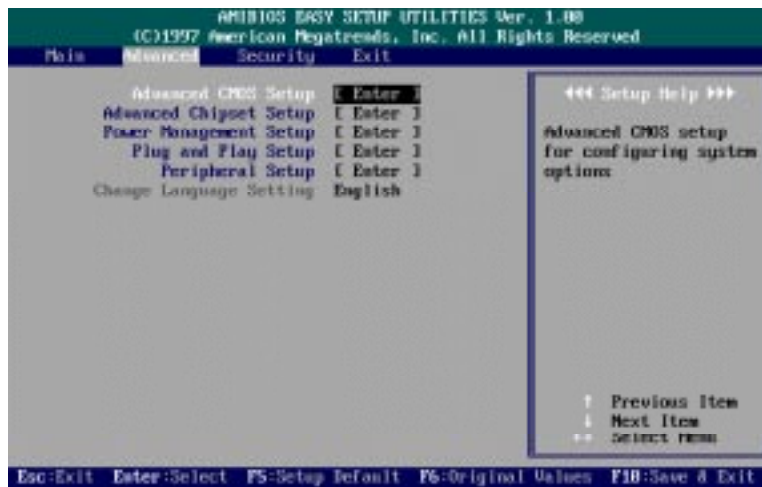 AMIBIOS EASY SETUP UTILITIES Ver. 1.00
(C)1997 American Megatrends, Inc. All Rights Reserved
Main Advanced Security Exit
Advanced CMOS Setup [ Enter ]
Advanced Chipset Setup [ Enter ]
Power Management Setup [ Enter ]
Plug and Play Setup [ Enter ]
Peripheral Setup [ Enter ]
Change Language Setting English
Setup Help
Advanced CMOS setup
for configuring system
options
↑ Previous Item
↓ Next Item
Select Menu
Esc:Exit Enter:Select F5:Setup Default F6:Original Values F10:Save & Exit